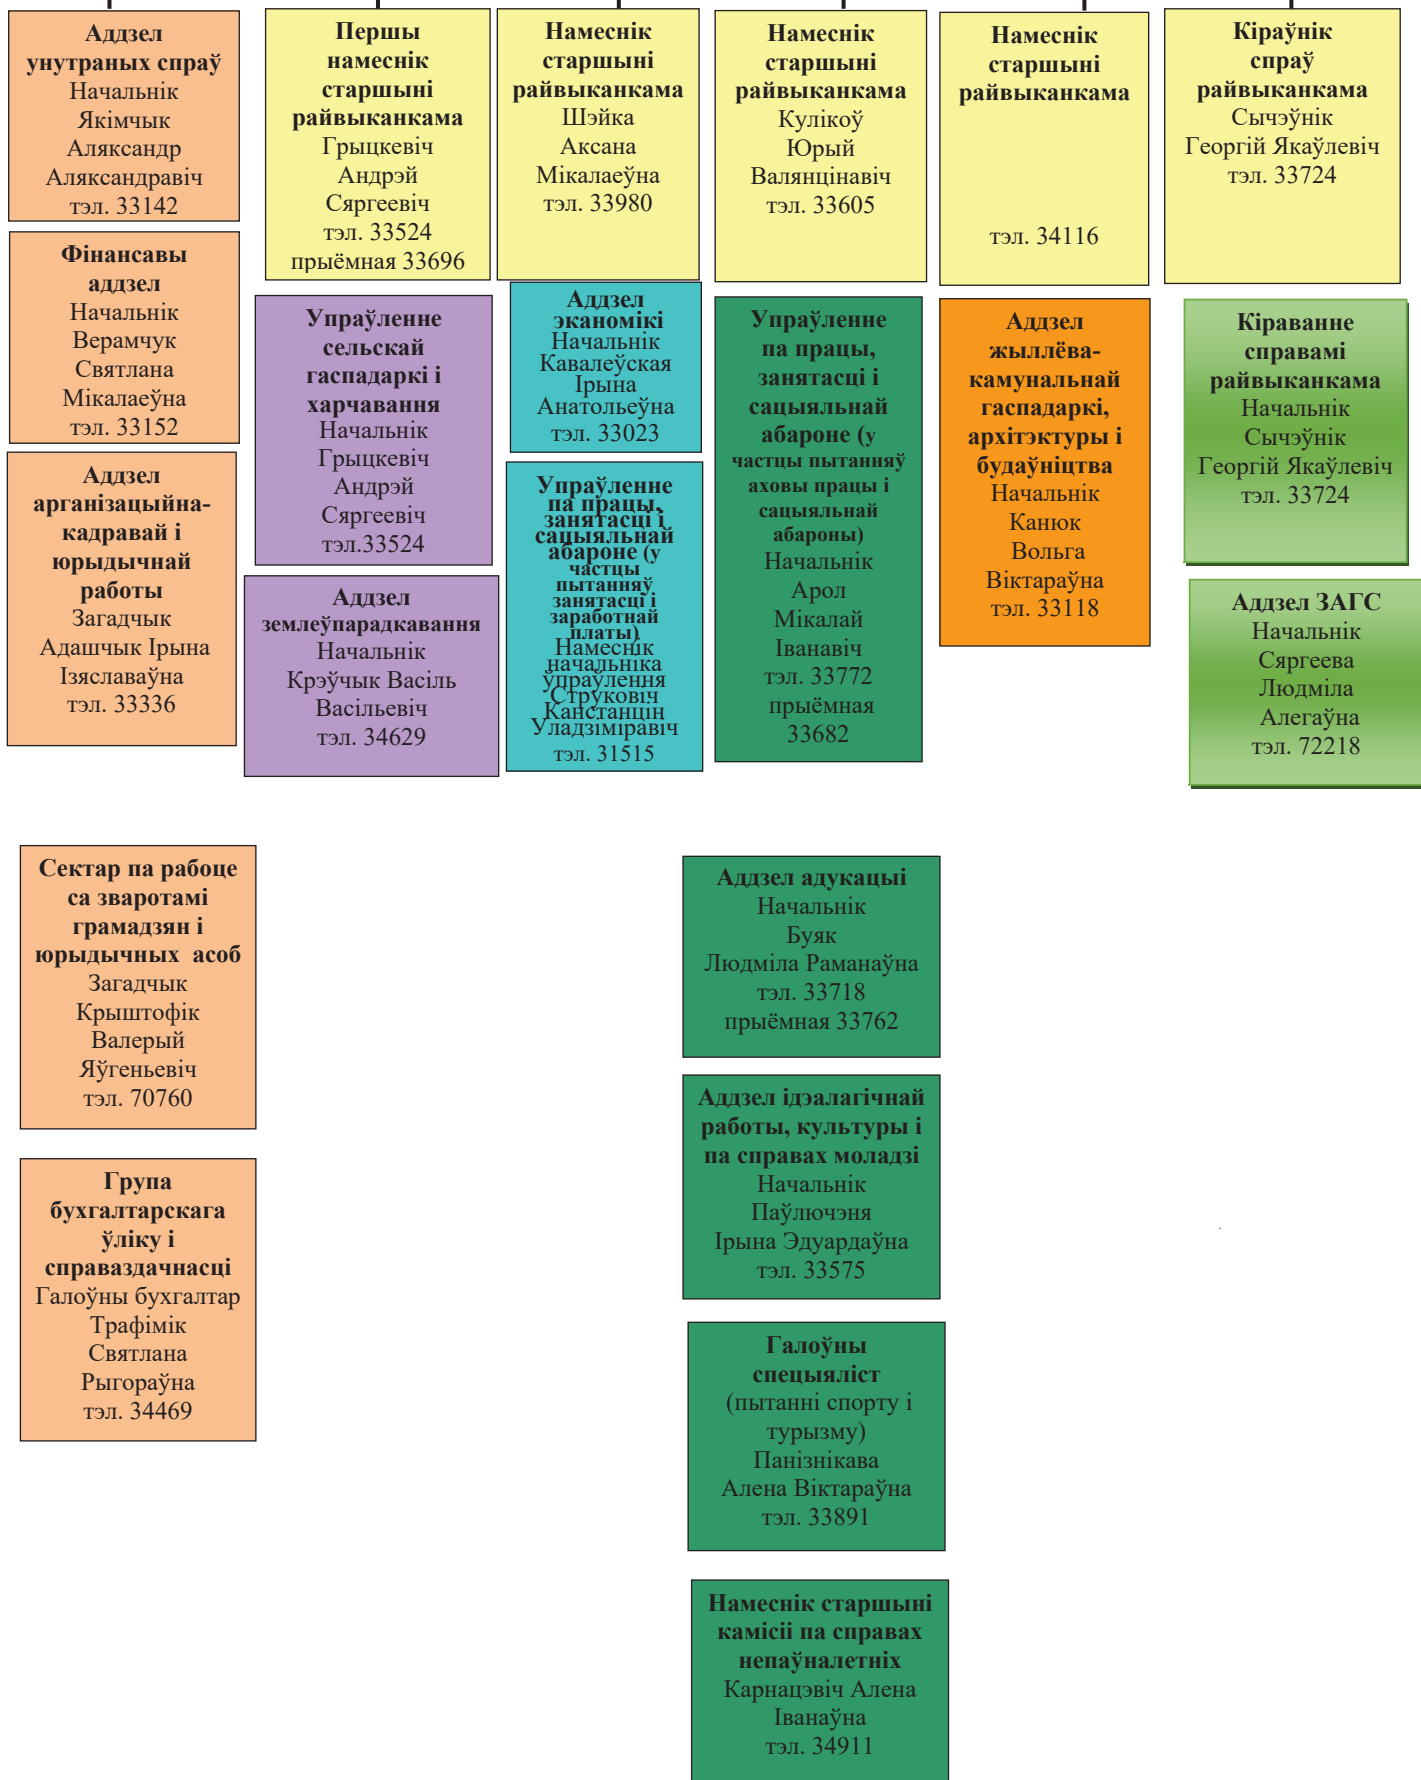 Аддзел
унутраных спраў
Начальнік
Якімчык
Аляксандр
Аляксандравіч
тэл. 33142
Фінансавы
аддзел
Начальнік
Верамчук
Святлана
Мікалаеўна
тэл. 33152
Аддзел
арганізацыйна-
кадравай і
юрыдычнай
работы
Загадчык
Адашчык Ірына
Ізяславаўна
тэл. 33336
Сектар па рабоце
са зваротамі
грамадзян і
юрыдычных асоб
Загадчык
Крыштофік
Валерый
Яўгеньевіч
тэл. 70760
Група
бухгалтарскага
ўліку і
справаздачнасці
Галоўны бухгалтар
Трафімік
Святлана
Рыгораўна
тэл. 34469
Першы
намеснік
старшыні
райвыканкама
Грыцкевіч
Андрэй
Сяргеевіч
тэл. 33524
прыёмная 33696
Упраўленне
сельскай
гаспадаркі і
харчавання
Начальнік
Грыцкевіч
Андрэй
Сяргеевіч
тэл.33524
Аддзел
землеўпарадкавання
Начальнік
Крэўчык Васіль
Васільевіч
тэл. 34629
Намеснік
старшыні
райвыканкама
Шэйка
Аксана
Мікалаеўна
тэл. 33980
Аддзел
эканомікі
Начальнік
Кавалеўская
Ірына
Анатольеўна
тэл. 33023
Упраўленне
па працы,
занятасці і
сацыяльнай
абароне (у
частцы
пытанняў
занятасці і
заработнай
платы)
Намеснік
начальніка
ўпраўлення
Струковіч
Канстанцін
Уладзіміравіч
тэл. 31515
Намеснік
старшыні
райвыканкама
Кулікоў
Юрый
Валянцінавіч
тэл. 33605
Упраўленне
па працы,
занятасці і
сацыяльнай
абароне (у
частцы пытанняў
аховы працы і
сацыяльнай
абароны)
Начальнік
Арол
Мікалай
Іванавіч
тэл. 33772
прыёмная
33682
Аддзел адукацыі
Начальнік
Буяк
Людміла Раманаўна
тэл. 33718
прыёмная 33762
Аддзел ідэалагічнай
работы, культуры і
па справах моладзі
Начальнік
Паўлючэня
Ірына Эдуардаўна
тэл. 33575
Галоўны
спецыяліст
(пытанні спорту і
турызму)
Панізнікава
Алена Віктараўна
тэл. 33891
Намеснік старшыні
камісіі па справах
непаўналетніх
Карнацэвіч Алена
Іванаўна
тэл. 34911
Намеснік
старшыні
райвыканкама
тэл. 34116
Аддзел
жыллёва-
камунальнай
гаспадаркі,
архітэктуры і
будаўніцтва
Начальнік
Канюк
Вольга
Віктараўна
тэл. 33118
Кіраўнік
спраў
райвыканкама
Сычэўнік
Георгій Якаўлевіч
тэл. 33724
Кіраванне
справамі
райвыканкама
Начальнік
Сычэўнік
Георгій Якаўлевіч
тэл. 33724
Аддзел ЗАГС
Начальнік
Сяргеева
Людміла
Алегаўна
тэл. 72218